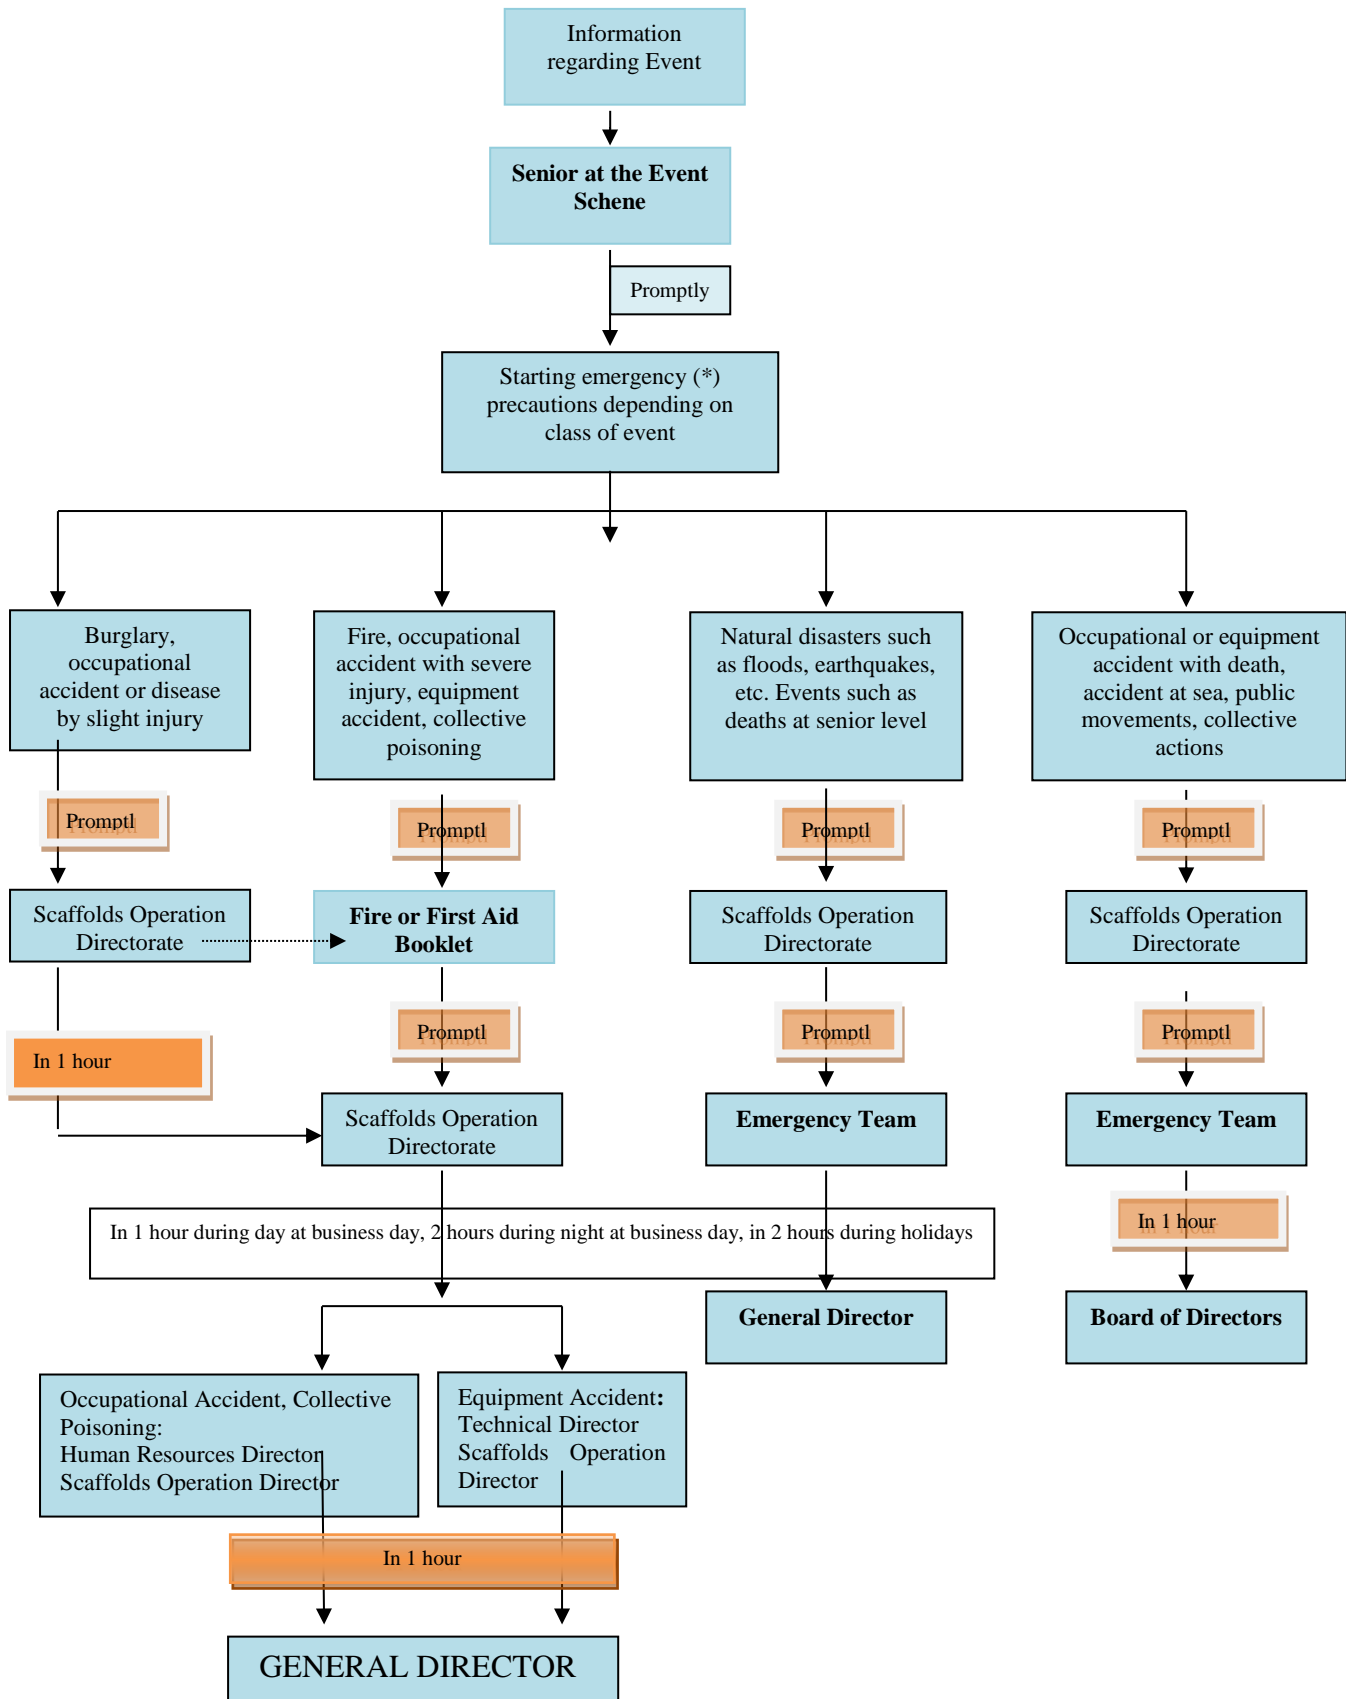 Information
regarding Event
Senior at the Event
Schene
Promptly
Starting emergency (*)
precautions depending on
class of event
Burglary,
occupational
accident or disease
by slight injury
Fire, occupational
accident with severe
injury, equipment
accident, collective
poisoning
Natural disasters such
as floods, earthquakes,
etc. Events such as
deaths at senior level
Occupational or equipment
accident with death,
accident at sea, public
movements, collective
actions
Promptl
Promptl
Promptl
Promptl
Scaffolds Operation
Directorate
Fire or First Aid
Booklet
Scaffolds Operation
Directorate
Scaffolds Operation
Directorate
In 1 hour
Promptl
Promptl
Promptl
Scaffolds Operation
Directorate
Emergency Team
Emergency Team
In 1 hour during day at business day, 2 hours during night at business day, in 2 hours during holidays
In 1 hour
General Director
Board of Directors
Occupational Accident, Collective
Poisoning:
Human Resources Director
Scaffolds Operation Director
Equipment Accident:
Technical Director
Scaffolds Operation
Director
In 1 hour
GENERAL DIRECTOR